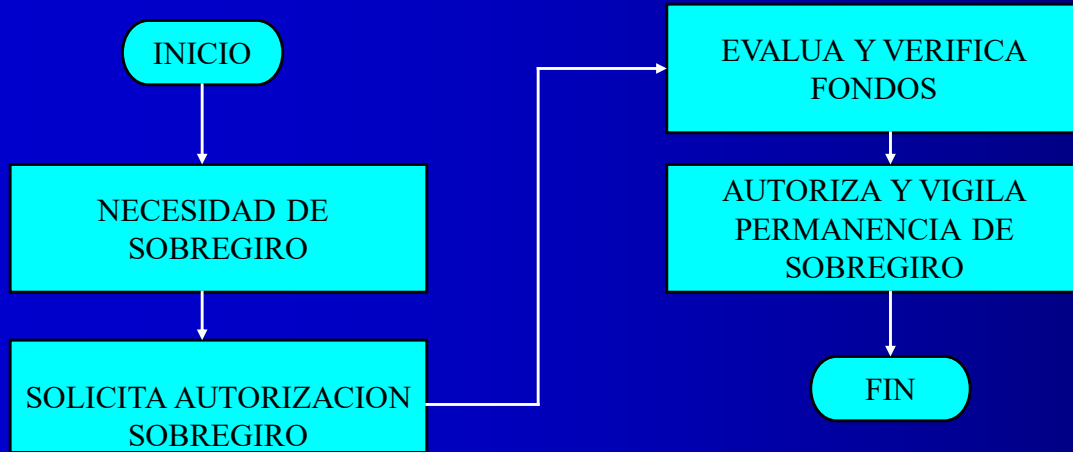 INICIO
NECESIDAD DE
SOBREGIRO
SOLICITA AUTORIZACION
SOBREGIRO
EVALUA Y VERIFICA
FONDOS
AUTORIZA Y VIGILA
PERMANENCIA DE
SOBREGIRO
FIN